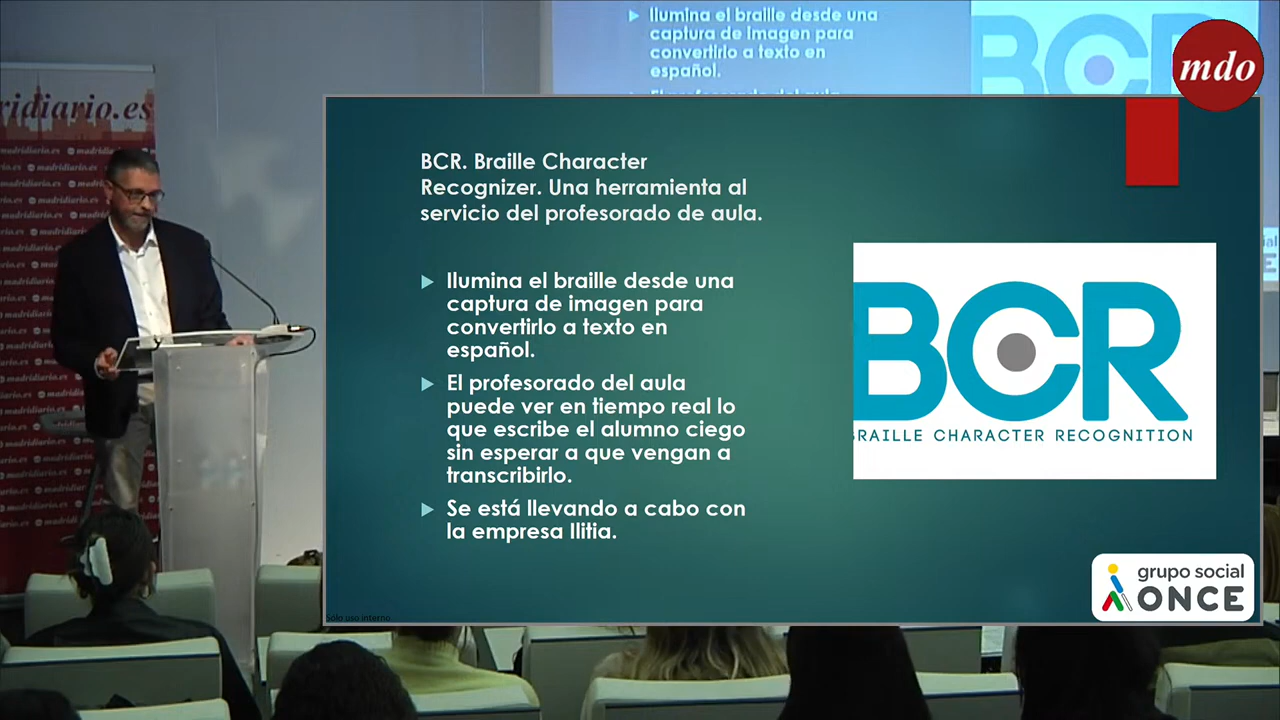 Ilumina el braille desde una
captura de imagen para
convertirlo a texto en
español.
BCR
mdo
madridiario.es
BCR. Braille Character
Recognizer. Una herramienta al
servicio del profesorado de aula.
Ilumina el braille desde una
captura de imagen para
convertirlo a texto en
español.
El profesorado del aula
puede ver en tiempo real lo
que escribe el alumno ciego
sin esperar a que vengan a
transcribirlo.
Se está llevando a cabo con
la empresa Ilitia.
BCR
BRAILLE CHARACTER RECOGNITION
grupo social
ONCE
Sólo uso interno